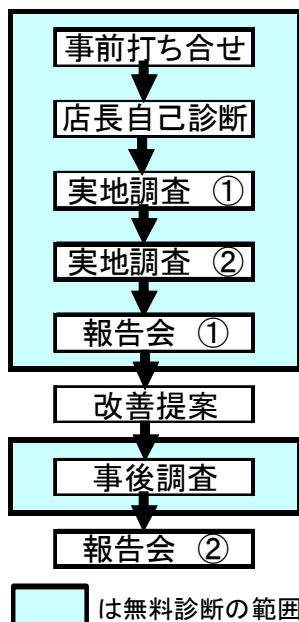 事前打ち合せ
店長自己診断
実地調査 ①
実地調査 ②
報告会 ①
改善提案
事後調査
報告会 ②
は無料診断の範囲